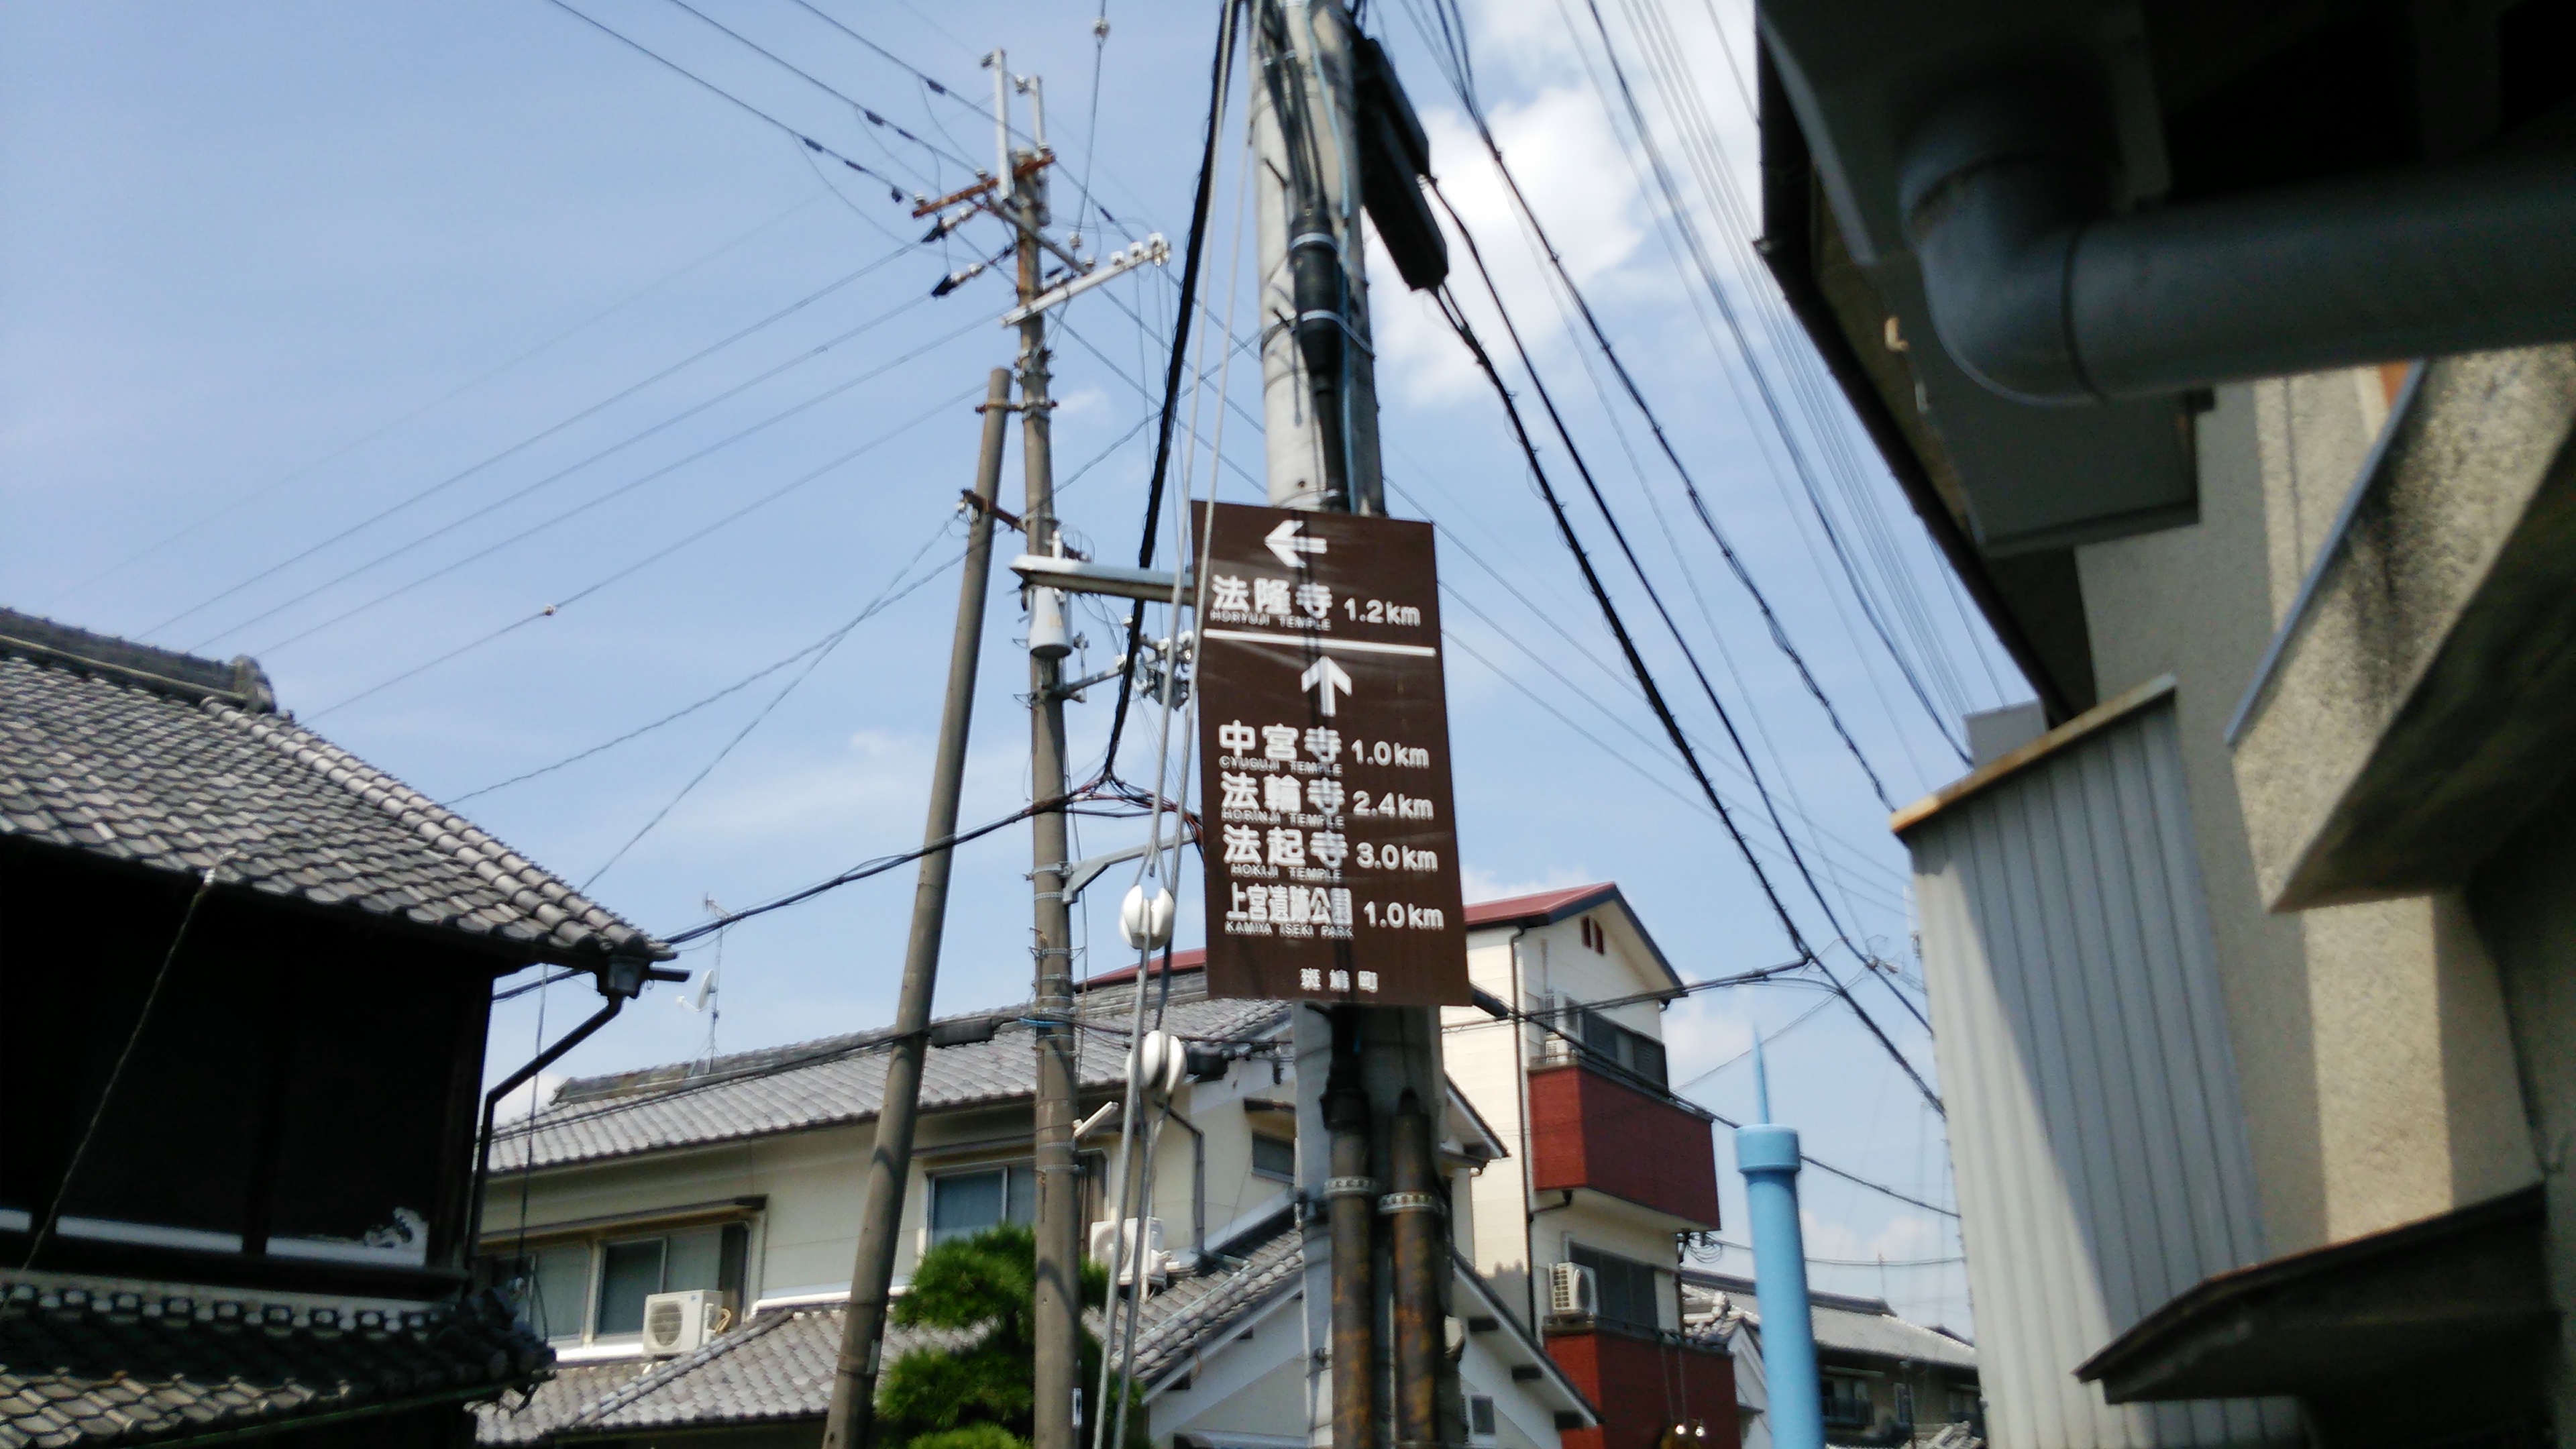 ←
法隆寺 1.2km
HORYUJI TEMPLE
↑
中宮寺 1.0km
CYUGUJI TEMPLE
法輪寺 2.4km
HORINJI TEMPLE
法起寺 3.0km
HOKIJI TEMPLE
上宮遺跡公園 1.0km
KAMIYA ISEKI PARK
斑鳩町